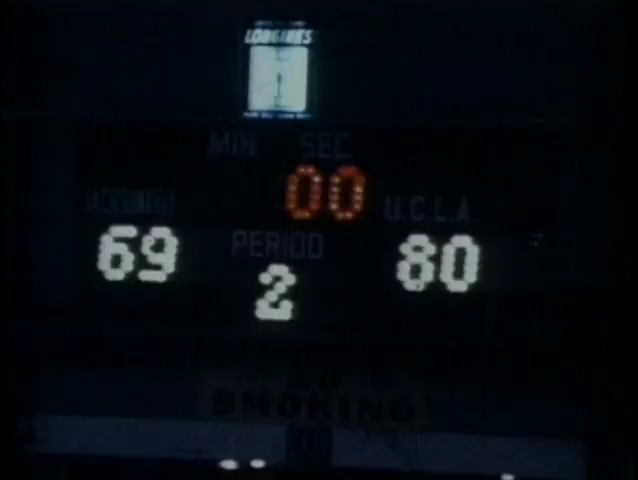 LONGINES
MIN SEC
00
U.C.L.A.
69 PERIOD 80
2
SMOKING